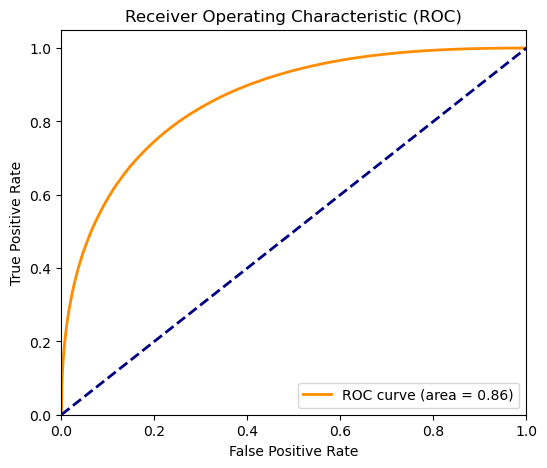 Receiver Operating Characteristic (ROC)
True Positive Rate
1.0
0.8
0.6
0.4
0.2
0.0
ROC curve (area = 0.86)
0.0 0.2 0.4 0.6 0.8 1.0
False Positive Rate